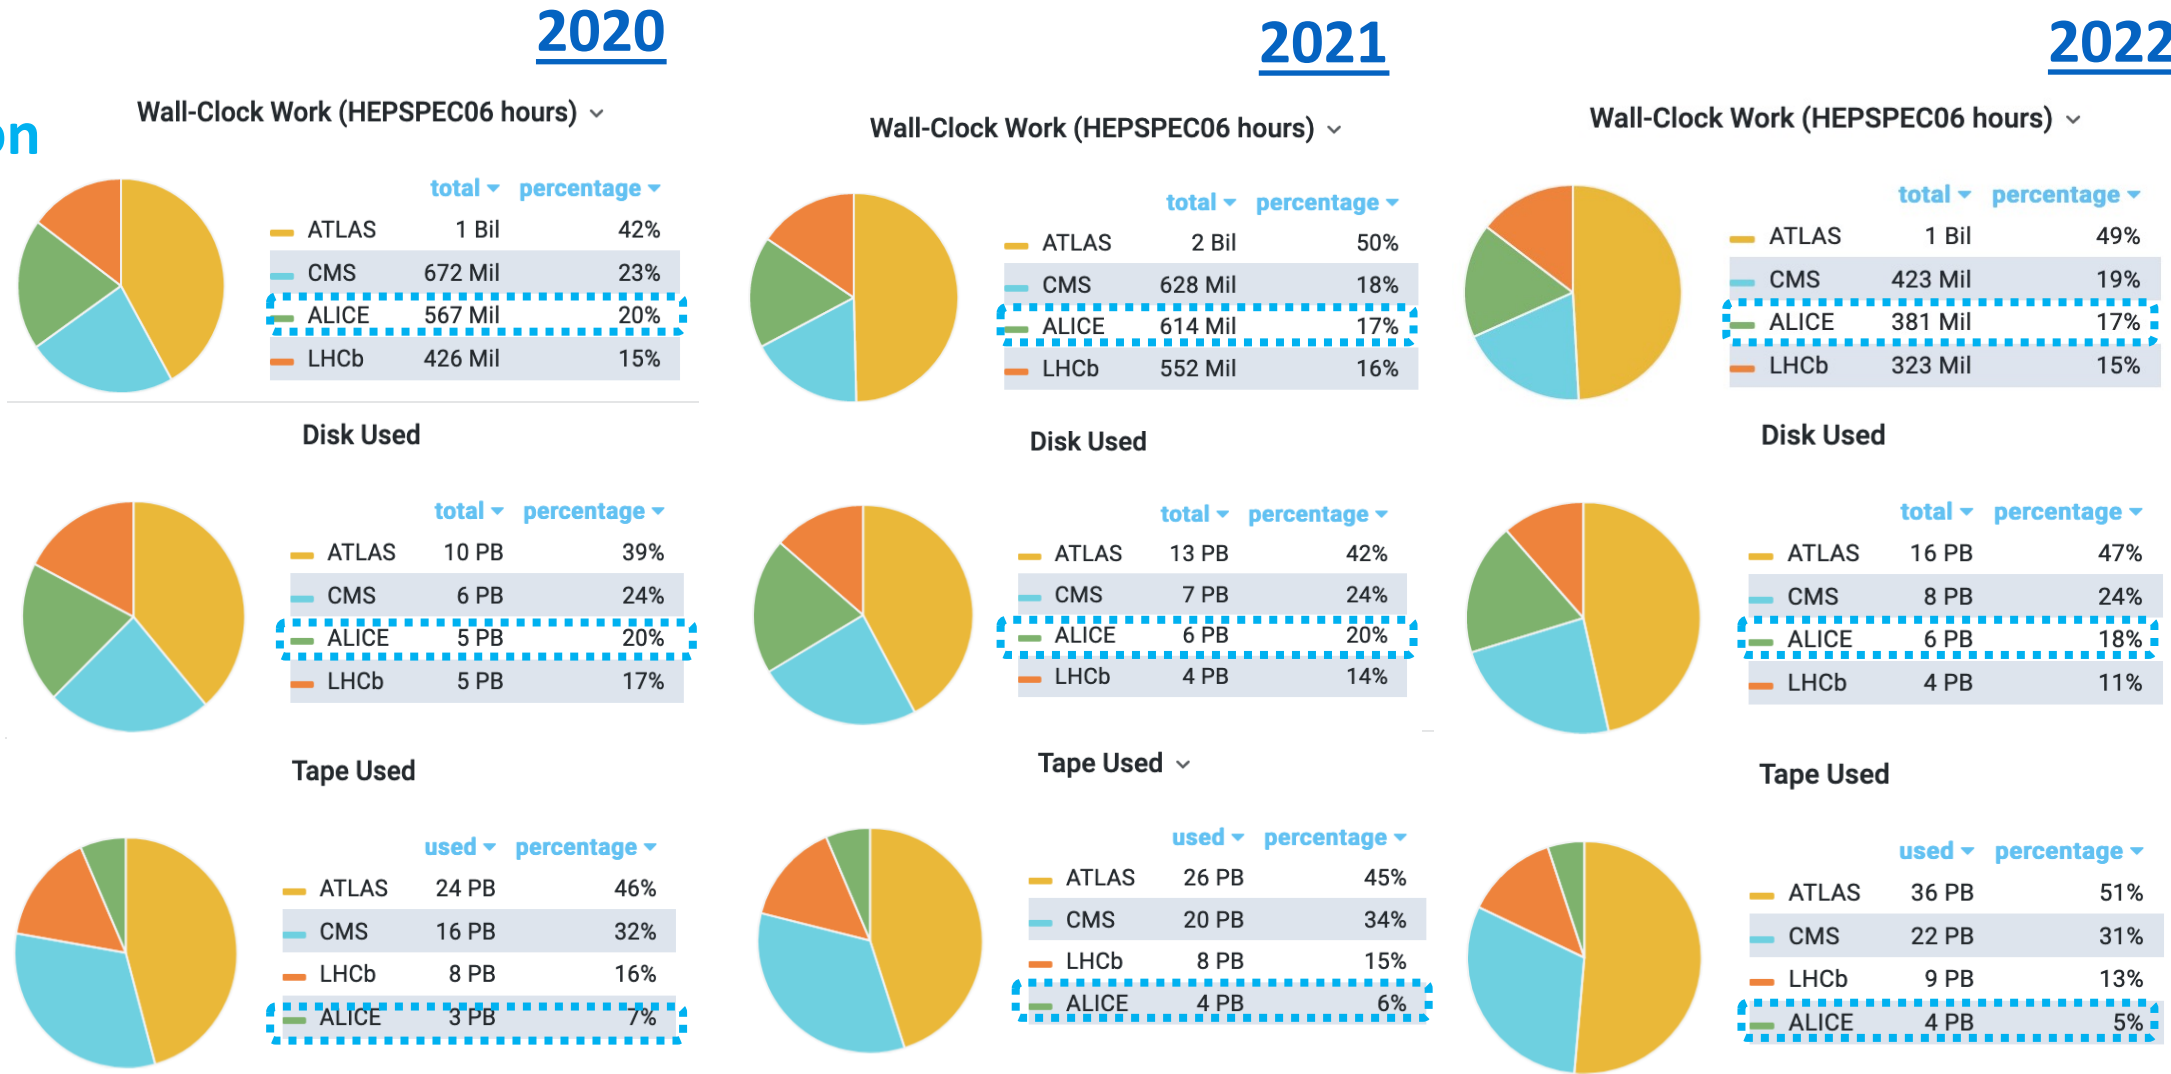 2020
2021
2022
on
Wall-Clock Work (HEPSPEC06 hours)
total percentage
ATLAS 1 Bil 42%
CMS 672 Mil 23%
ALICE 567 Mil 20%
LHCb 426 Mil 15%
Wall-Clock Work (HEPSPEC06 hours)
total percentage
ATLAS 2 Bil 50%
CMS 628 Mil 18%
ALICE 614 Mil 17%
LHCb 552 Mil 16%
Wall-Clock Work (HEPSPEC06 hours)
total percentage
ATLAS 1 Bil 49%
CMS 423 Mil 19%
ALICE 381 Mil 17%
LHCb 323 Mil 15%
Disk Used
total percentage
ATLAS 10 PB 39%
CMS 6 PB 24%
ALICE 5 PB 20%
LHCb 5 PB 17%
Disk Used
total percentage
ATLAS 13 PB 42%
CMS 7 PB 24%
ALICE 6 PB 20%
LHCb 4 PB 14%
Disk Used
total percentage
ATLAS 16 PB 47%
CMS 8 PB 24%
ALICE 6 PB 18%
LHCb 4 PB 11%
Tape Used
used percentage
ATLAS 24 PB 46%
CMS 16 PB 32%
LHCb 8 PB 16%
ALICE 3 PB 7%
Tape Used
used percentage
ATLAS 26 PB 45%
CMS 20 PB 34%
LHCb 8 PB 15%
ALICE 4 PB 6%
Tape Used
used percentage
ATLAS 36 PB 51%
CMS 22 PB 31%
LHCb 9 PB 13%
ALICE 4 PB 5%